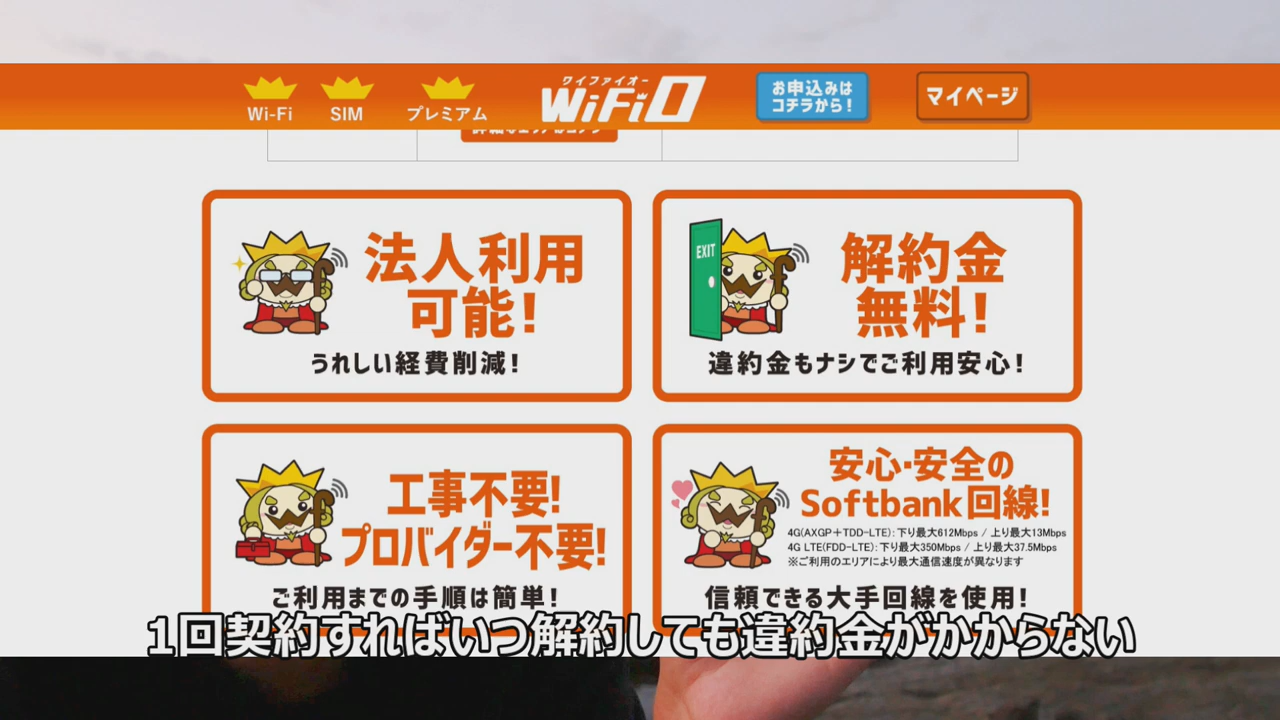 Wi-Fi
SIM
プレミアム
ワイファイオー
WiFiO
お申込みは
コチラから!
マイページ
法人利用
可能!
うれしい経費削減!
EXIT
解約金
無料!
違約金もナシでご利用安心!
工事不要!
プロバイダー不要!
ご利用までの手順は簡単!
安心・安全の
Softbank回線!
4G(AXGP+TDD-LTE):下り最大612Mbps / 上り最大13Mbps
4G LTE(FDD-LTE):下り最大350Mbps / 上り最大37.5Mbps
※ご利用のエリアにより最大通信速度が異なります
信頼できる大手回線を使用!
1回契約すればいつ解約しても違約金がかからない